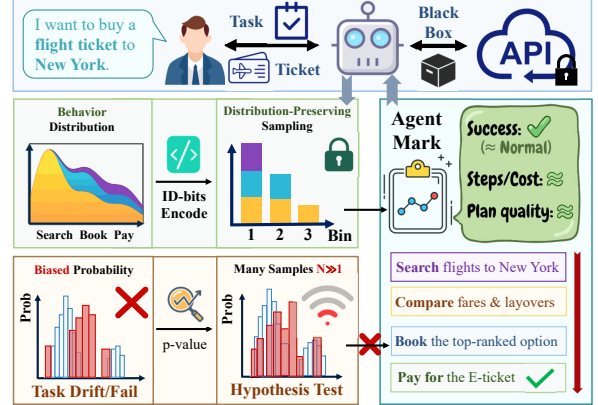 I want to buy a
flight ticket to
New York.
Task
Ticket
Black
Box
API
Behavior
Distribution
Search Book Pay
ID-bits
Encode
Distribution-Preserving
Sampling
1 2 3 Bin
Agent
Mark
Success:
(≈ Normal)
Steps/Cost: ≈
Plan quality: ≈
Biased Probability
Prob
Task Drift/Fail
p-value
Many Samples N≫1
Prob
Hypothesis Test
Search flights to New York
Compare fares & layovers
Book the top-ranked option
Pay for the E-ticket